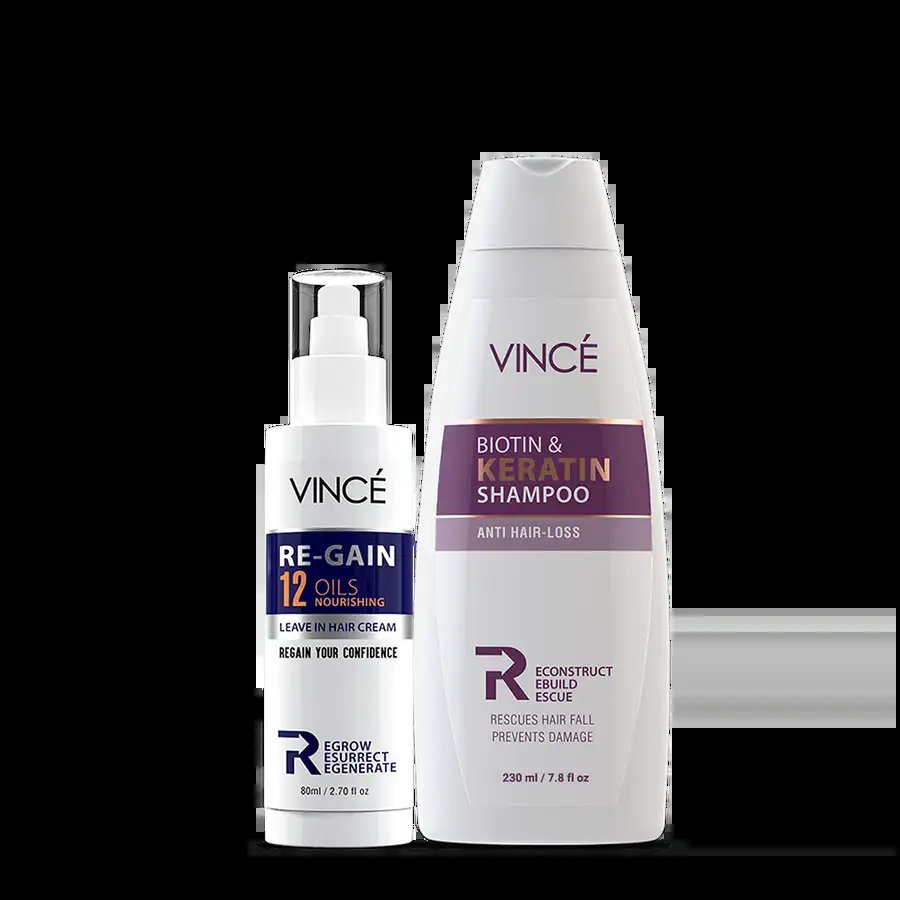 VINCÉ
RE-GAIN
12 OILS
NOURISHING
LEAVE IN HAIR CREAM
REGAIN YOUR CONFIDENCE
R EGROW
ESURRECT
EGENERATE
80ml / 2.70 fl oz
VINCÉ
BIOTIN &
KERATIN
SHAMPOO
ANTI HAIR-LOSS
R ECONSTRUCT
EBUILD
ESCUE
RESCUES HAIR FALL
PREVENTS DAMAGE
230 ml / 7.8 fl oz